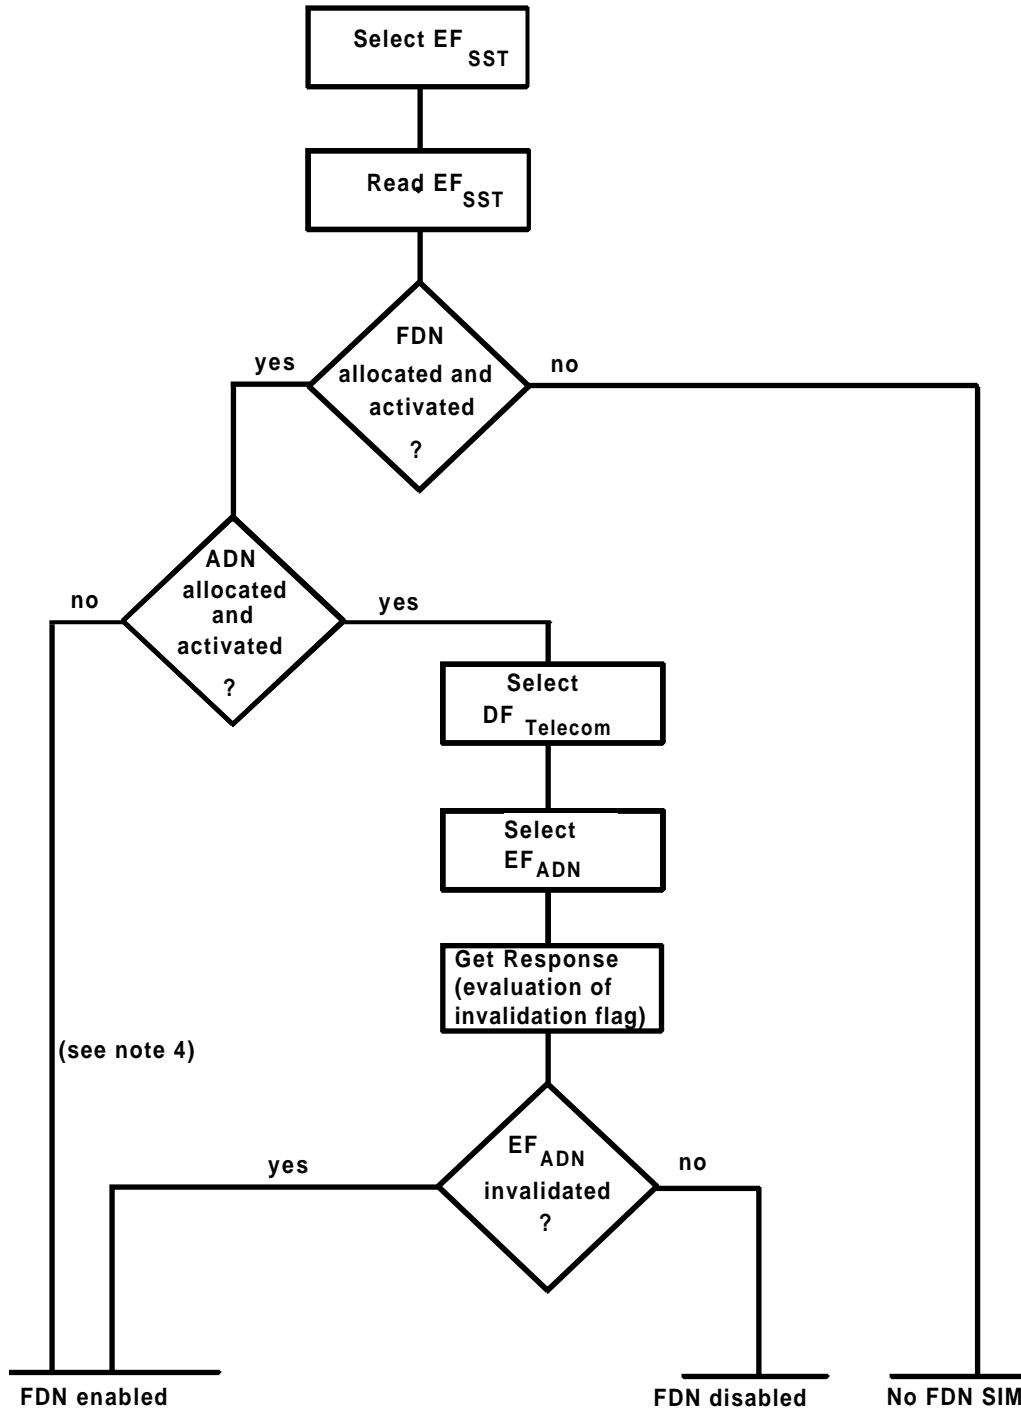 Select EF SST
Read EF SST
FDN
allocated and
activated
?
yes
no
ADN
allocated
and
activated
?
no
yes
Select
DF Telecom
Select
EF ADN
Get Response
(evaluation of
invalidation flag)
(see note 4)
EF ADN
invalidated
?
yes
no
FDN enabled
FDN disabled
No FDN SIM